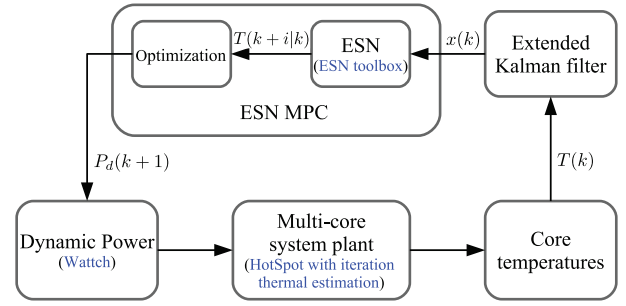 Optimization
T(k + i|k)
ESN
(ESN toolbox)
ESN MPC
x(k)
Extended
Kalman filter
P_d(k + 1)
T(k)
Dynamic Power
(Wattch)
Multi-core
system plant
(HotSpot with iteration
thermal estimation)
Core
temperatures